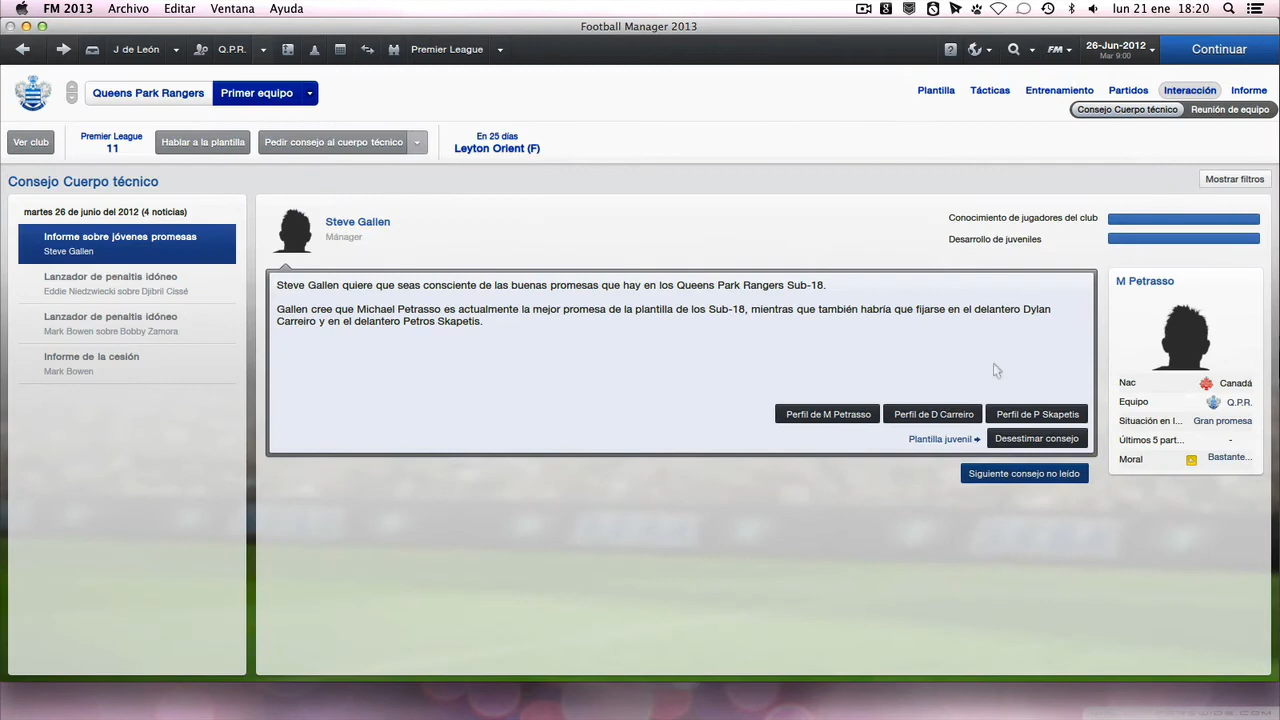 FM 2013 Archivo Editar Ventana Ayuda lun 21 ene 18:20
Football Manager 2013
J de León Q.P.R. Premier League FM 26-Jun-2012 Mar 9:00 Continuar
Queens Park Rangers Primer equipo
Plantilla Tácticas Entrenamiento Partidos Interacción Informe
Consejo Cuerpo técnico Reunión de equipo
Ver club Premier League 11 Hablar a la plantilla Pedir consejo al cuerpo técnico En 25 días Leyton Orient (F)
Consejo Cuerpo técnico Mostrar filtros
martes 26 de junio del 2012 (4 noticias)
Informe sobre jóvenes promesas
Steve Gallen
Lanzador de penaltis idóneo
Eddie Niedzwiecki sobre Djibril Cissé
Lanzador de penaltis idóneo
Mark Bowen sobre Bobby Zamora
Informe de la cesión
Mark Bowen
Steve Gallen
Mánager
Conocimiento de jugadores del club
Desarrollo de juveniles
Steve Gallen quiere que seas consciente de las buenas promesas que hay en los Queens Park Rangers Sub-18.
Gallen cree que Michael Petrasso es actualmente la mejor promesa de la plantilla de los Sub-18, mientras que también habría que fijarse en el delantero Dylan
Carreiro y en el delantero Petros Skapetis.
Perfil de M Petrasso Perfil de D Carreiro Perfil de P Skapetis
Plantilla juvenil Desestimar consejo
Siguiente consejo no leído
M Petrasso
Nac Canadá
Equipo Q.P.R.
Situación en l... Gran promesa
Últimos 5 part... -
Moral Bastante...